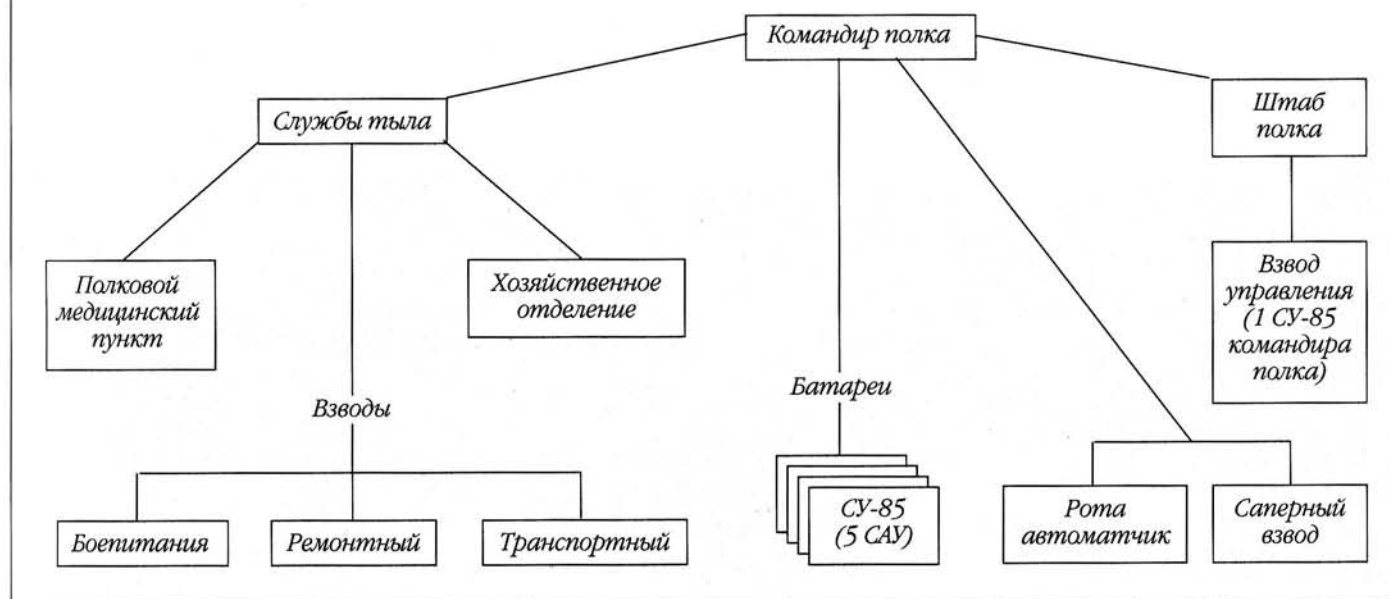 Командир полка
Службы тыла
Штаб
полка
Полковой
медицинский
пункт
Хозяйственное
отделение
Взвод
управления
(1 СУ-85
командира
полка)
Взводы
Батареи
Боепитания
Ремонтный
Транспортный
СУ-85
(5 САУ)
Рота
автоматчик
Саперный
взвод